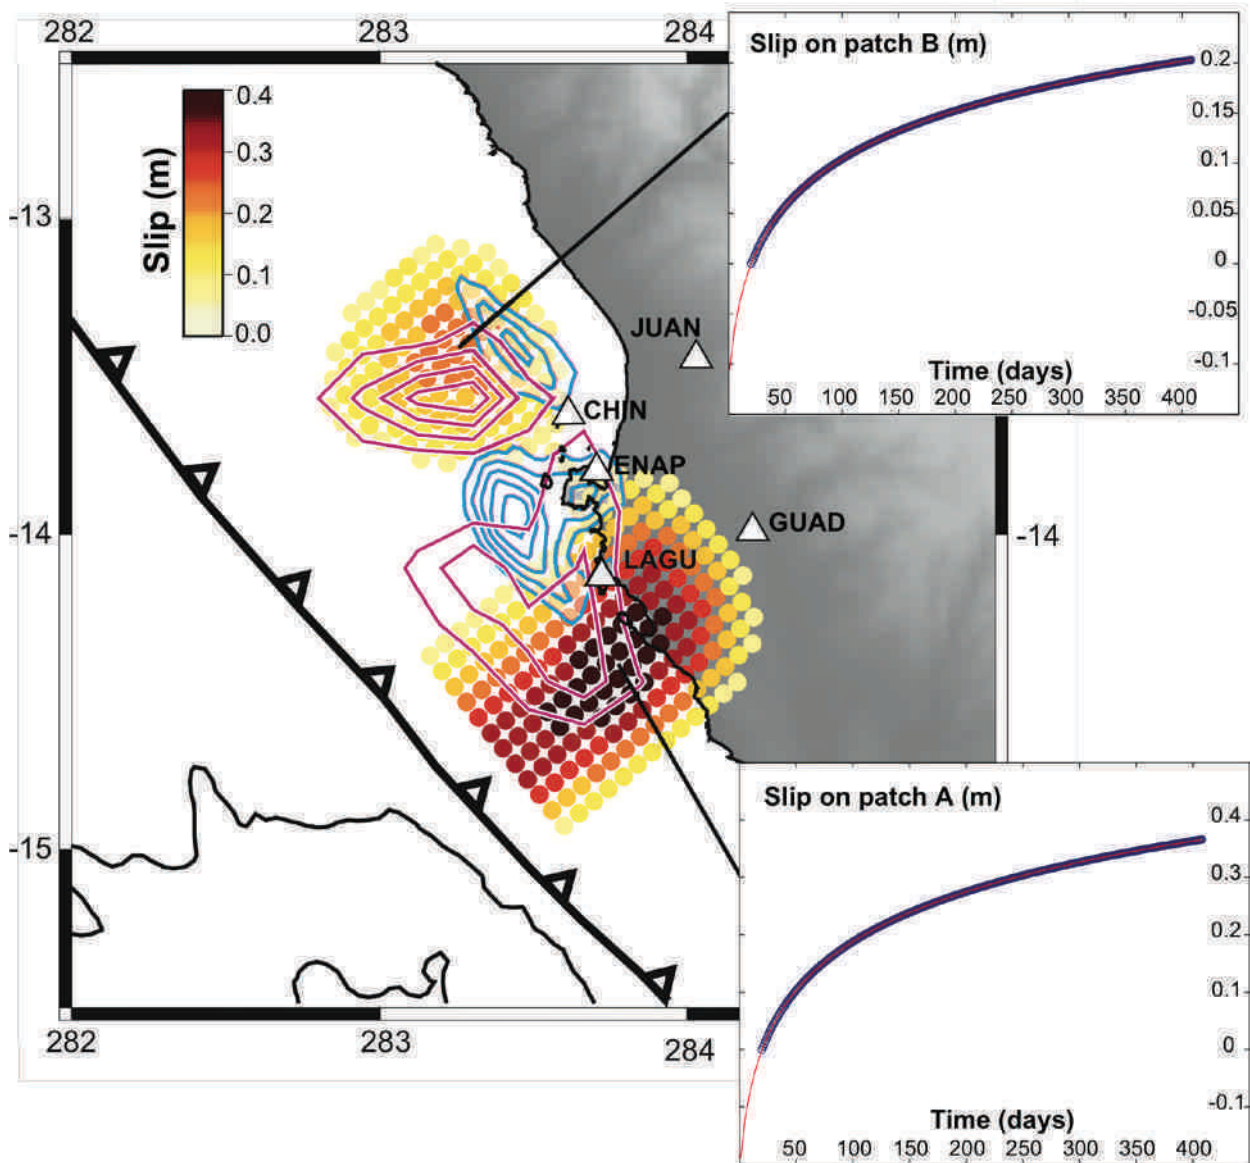 282
283
284
Slip on patch B (m)
0.2
0.15
0.1
0.05
0
-0.05
-0.1
Time (days)
50 100 150 200 250 300 350 400
Slip (m)
0.4
0.3
0.2
0.1
0.0
-13
-14
-15
JUAN
CHIN
ENAP
GUAD
LAGU
-14
Slip on patch A (m)
0.4
0.3
0.2
0.1
0
-0.1
Time (days)
50 100 150 200 250 300 350 400
282
283
284